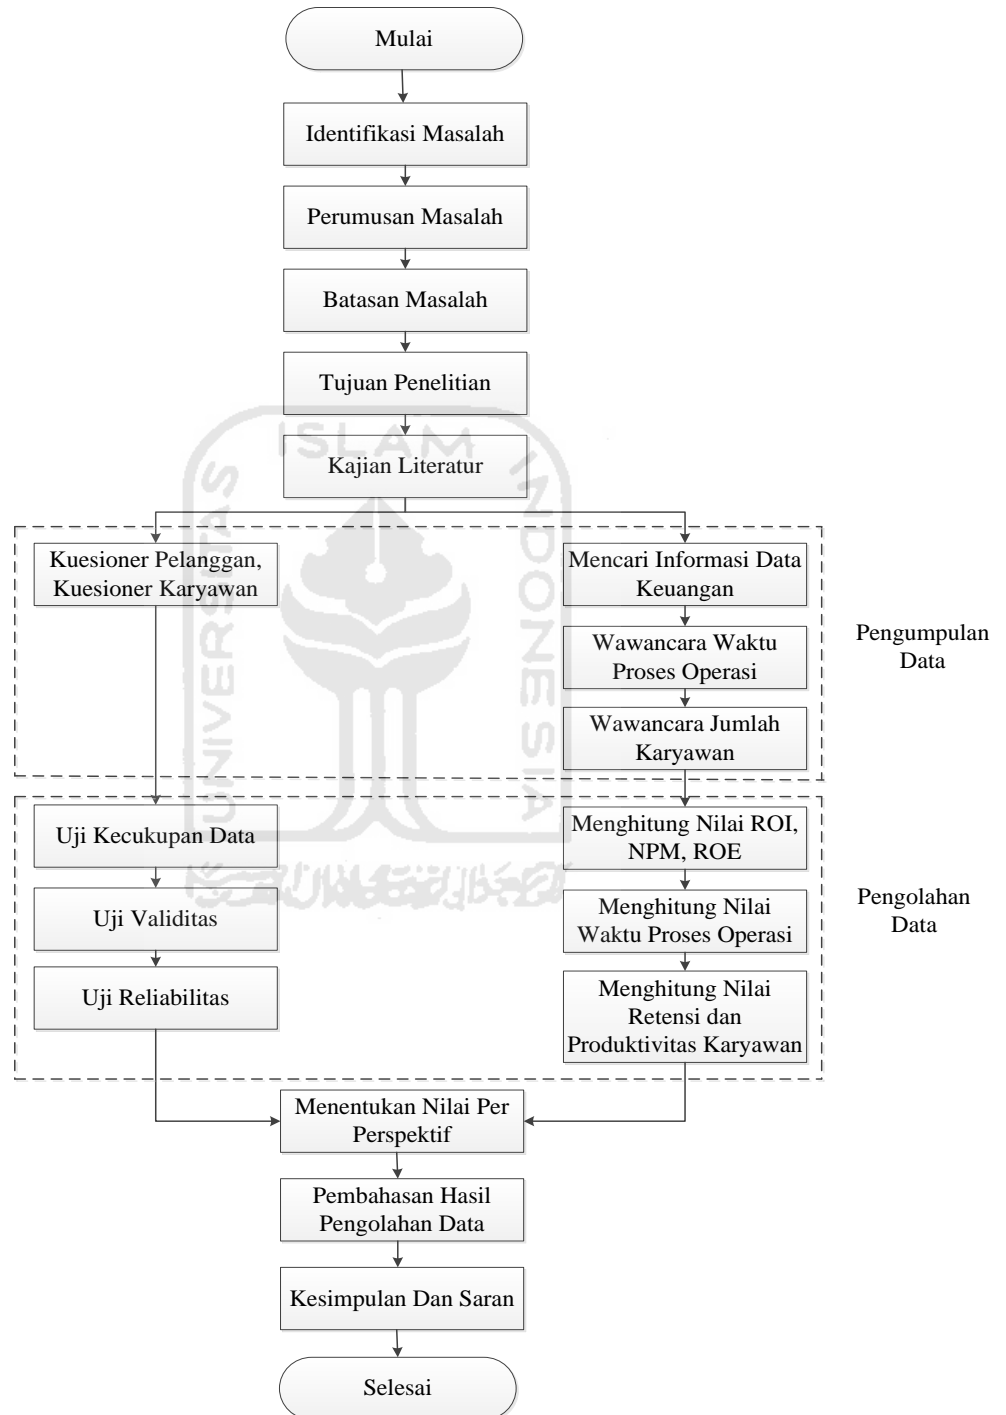 Mulai
Identifikasi Masalah
Perumusan Masalah
Batasan Masalah
Tujuan Penelitian
Kajian Literatur
Kuesioner Pelanggan,
Kuesioner Karyawan
Mencari Informasi Data
Keuangan
Wawancara Waktu
Proses Operasi
Wawancara Jumlah
Karyawan
Pengumpulan
Data
Uji Kecukupan Data
Uji Validitas
Uji Reliabilitas
Menghitung Nilai ROI,
NPM, ROE
Menghitung Nilai
Waktu Proses Operasi
Menghitung Nilai
Retensi dan
Produktivitas Karyawan
Pengolahan
Data
Menentukan Nilai Per
Perspektif
Pembahasan Hasil
Pengolahan Data
Kesimpulan Dan Saran
Selesai
UNIVERSITAS
ISLAM
INDONESIA